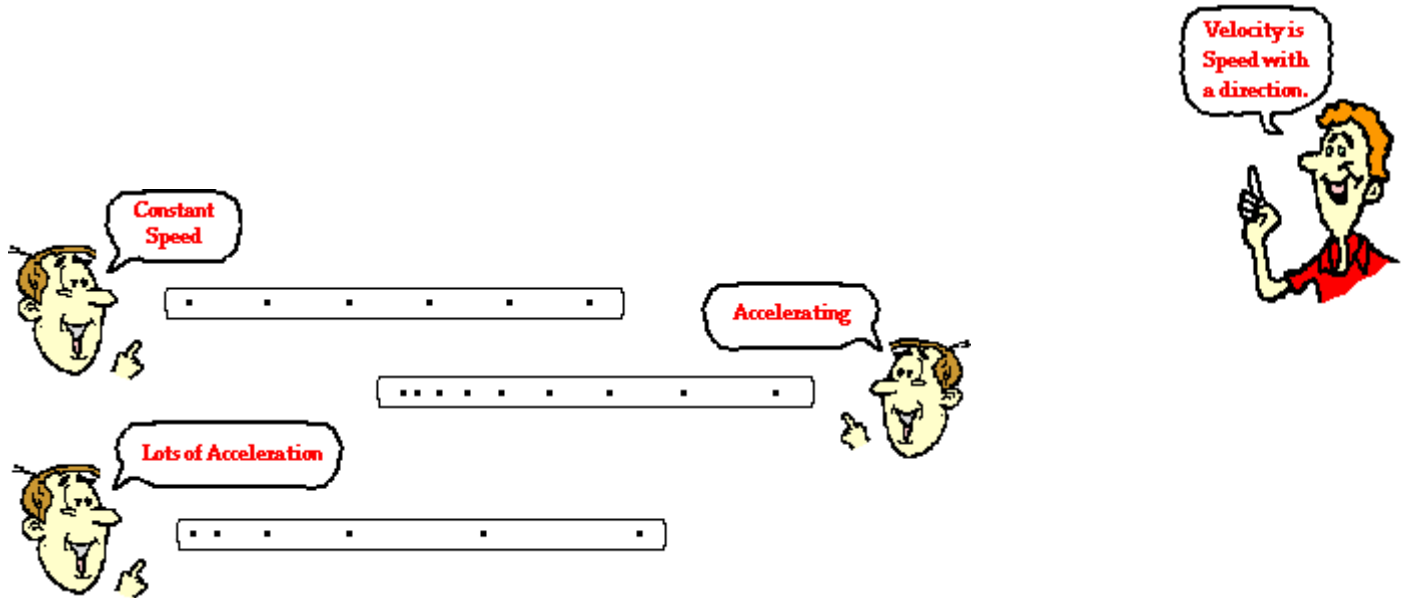 Velocity is
Speed with
a direction.
Constant
Speed
Accelerating
Lots of Acceleration